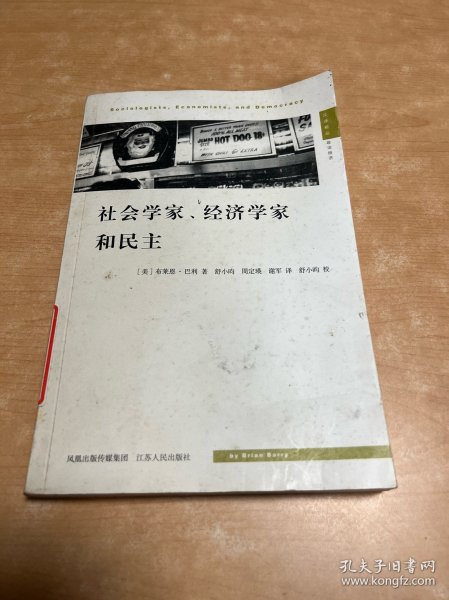 Sociologists, Economists, and Democracy
HOT DOG 18¢
社会学家、经济学家
和民主
[美] 布莱恩·巴利 著 舒小昀 周定瑛 谢军 译 舒小昀 校
凤凰出版传媒集团 江苏人民出版社
by Brian Barry
孔夫子旧书网
www.kongfz.com